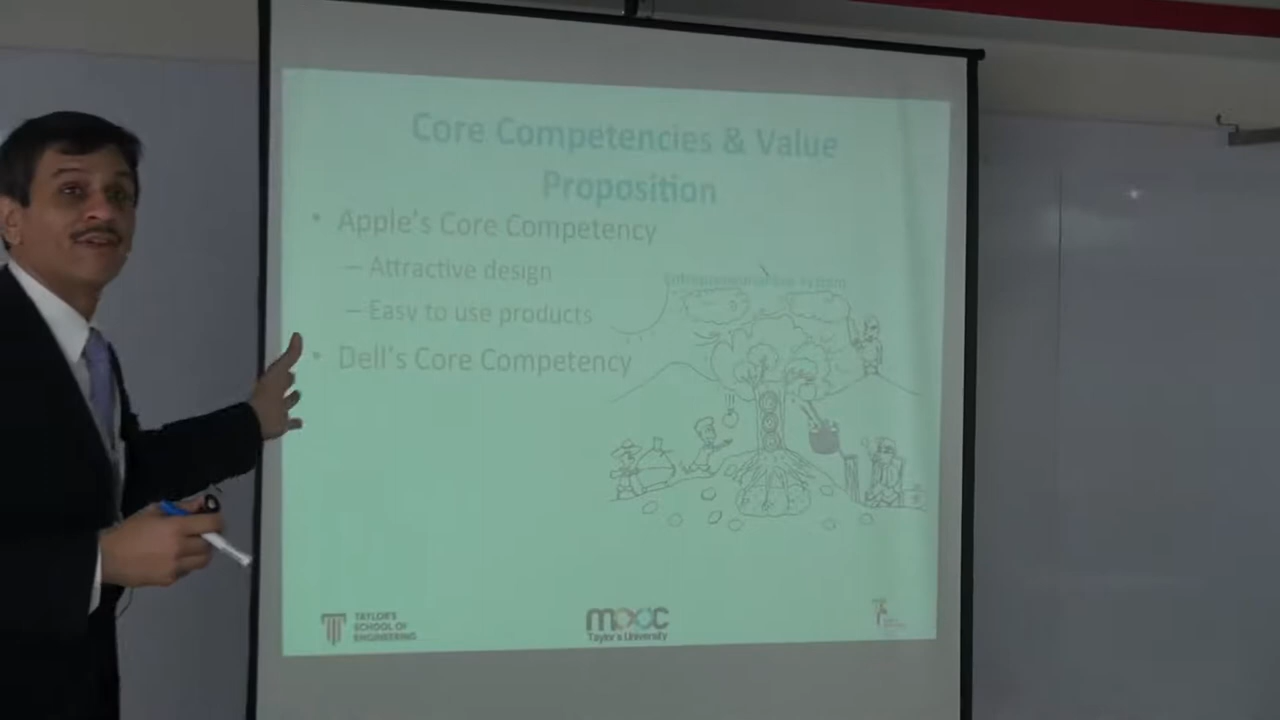 Core Competencies & Value
Proposition
• Apple's Core Competency
– Attractive design
– Easy to use products
• Dell's Core Competency
TAYLOR'S
SCHOOL OF
ENGINEERING
mooc
Taylor's University